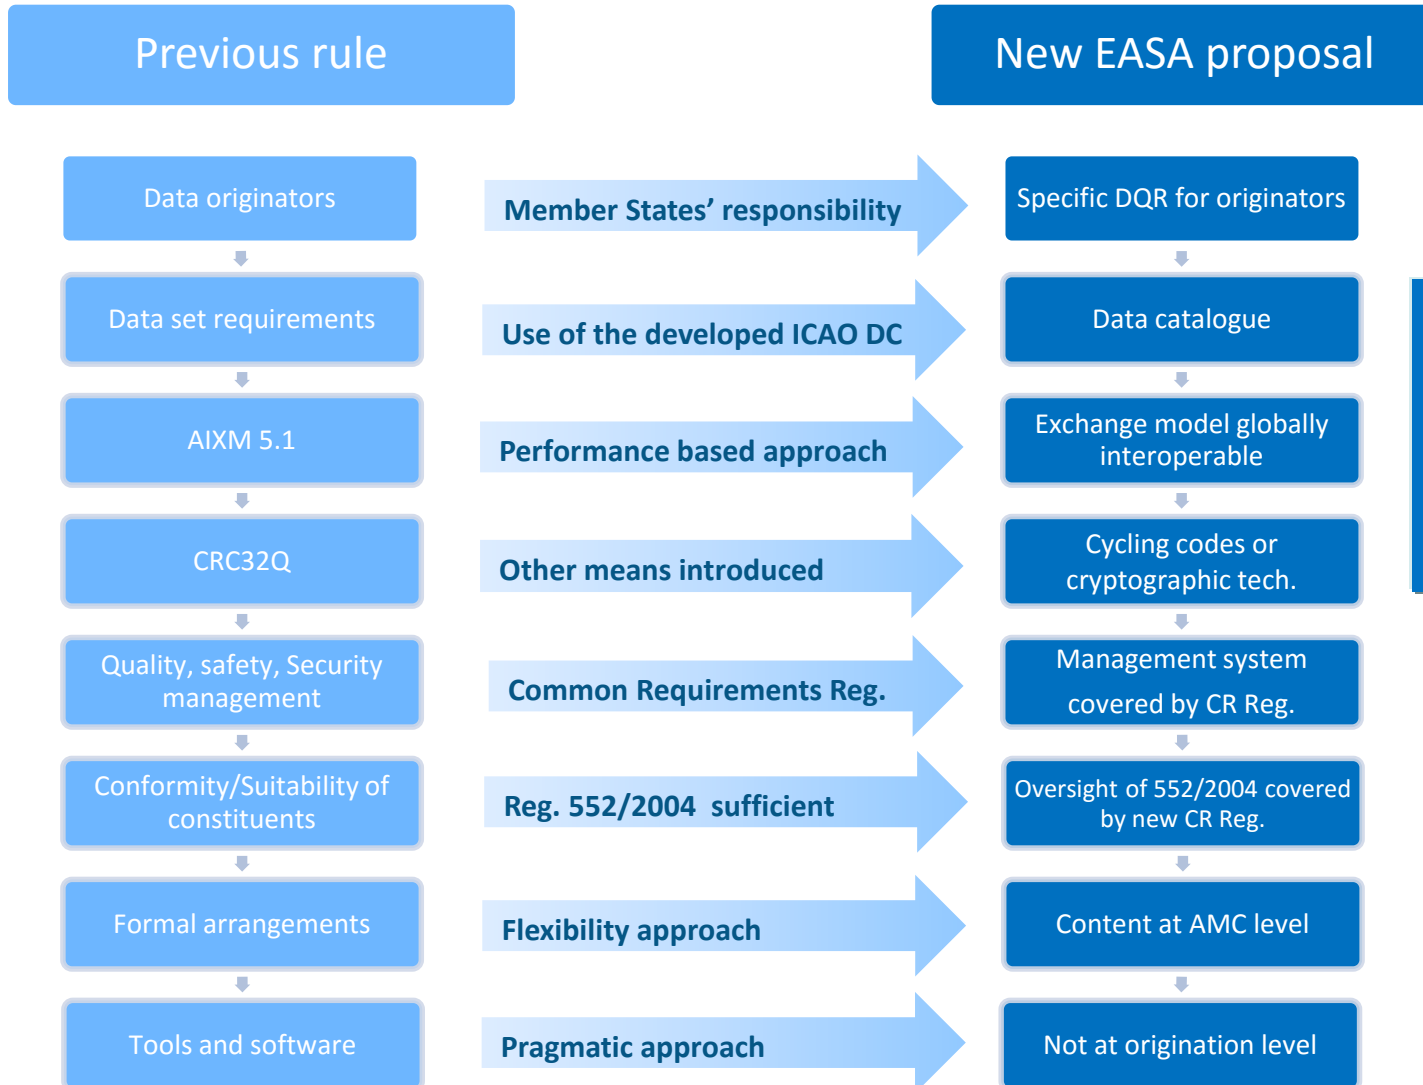 Previous rule
New EASA proposal
Data originators
Member States’ responsibility
Specific DQR for originators
Data set requirements
Use of the developed ICAO DC
Data catalogue
AIXM 5.1
Performance based approach
Exchange model globally
interoperable
CRC32Q
Other means introduced
Cycling codes or
cryptographic tech.
Quality, safety, Security
management
Common Requirements Reg.
Management system
covered by CR Reg.
Conformity/Suitability of
constituents
Reg. 552/2004 sufficient
Oversight of 552/2004 covered
by new CR Reg.
Formal arrangements
Flexibility approach
Content at AMC level
Tools and software
Pragmatic approach
Not at origination level